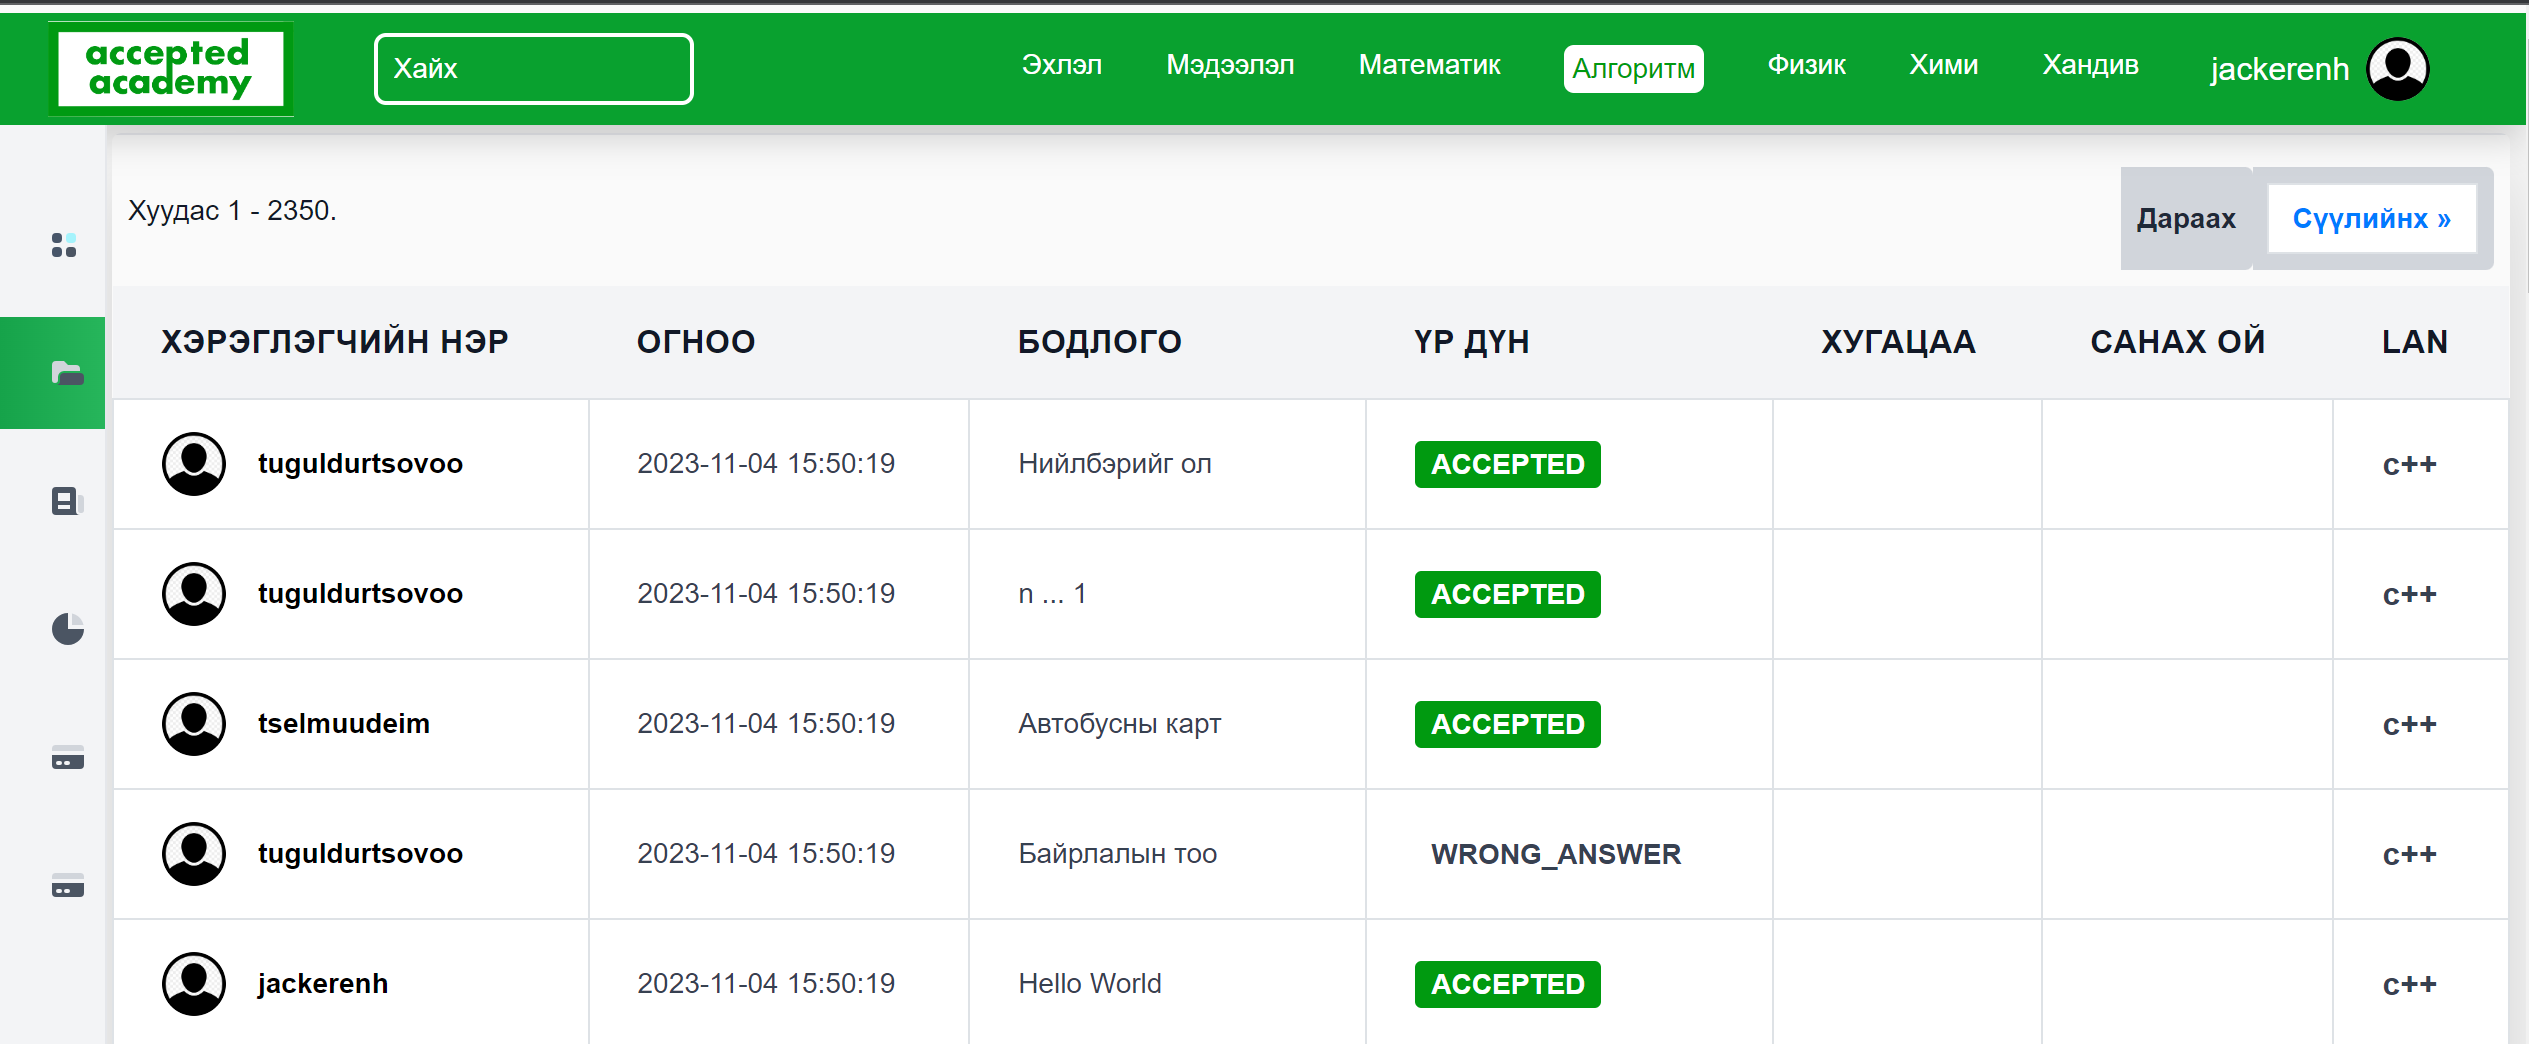 accepted
academy
Хайх
Эхлэл Мэдээлэл Математик Алгоритм Физик Хими Хандив jackerenh
Хуудас 1 - 2350.
Дараах Сүүлийнх »
ХЭРЭГЛЭГЧИЙН НЭР ОГНОО БОДЛОГО ҮР ДҮН ХУГАЦАА САНАХ ОЙ LAN
tuguldurtsovoo 2023-11-04 15:50:19 Нийлбэрийг ол ACCEPTED c++
tuguldurtsovoo 2023-11-04 15:50:19 n ... 1 ACCEPTED c++
tselmuudeim 2023-11-04 15:50:19 Автобусны карт ACCEPTED c++
tuguldurtsovoo 2023-11-04 15:50:19 Байрлалын тоо WRONG_ANSWER c++
jackerenh 2023-11-04 15:50:19 Hello World ACCEPTED c++